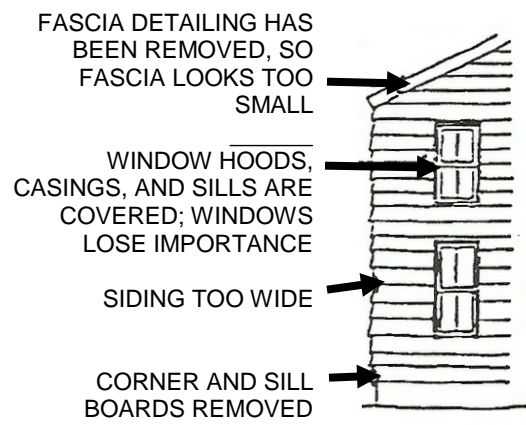 FASCIA DETAILING HAS
BEEN REMOVED, SO
FASCIA LOOKS TOO
SMALL
WINDOW HOODS,
CASINGS, AND SILLS ARE
COVERED; WINDOWS
LOSE IMPORTANCE
SIDING TOO WIDE
CORNER AND SILL
BOARDS REMOVED